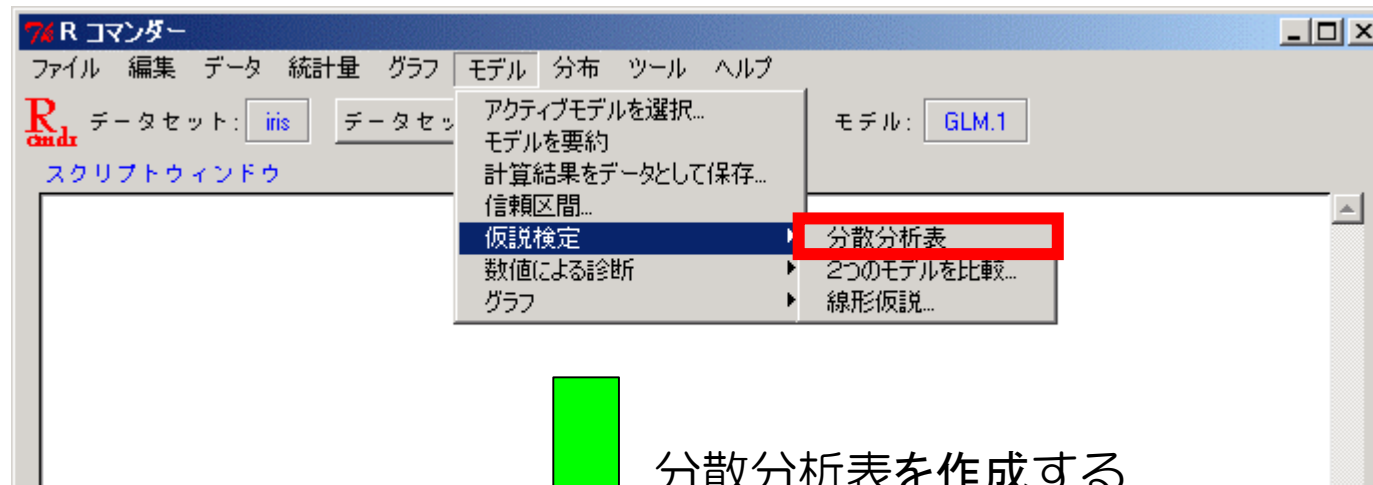 R コマンダー
ファイル 編集 データ 統計量 グラフ モデル 分布 ツール ヘルプ
Rcmdr データセット: iris データセッ モデル: GLM.1
スクリプトウィンドウ
アクティブモデルを選択...
モデルを要約
計算結果をデータとして保存...
信頼区間...
仮説検定
数値による診断
グラフ
分散分析表
2つのモデルを比較...
線形仮説...
分散分析表を作成する